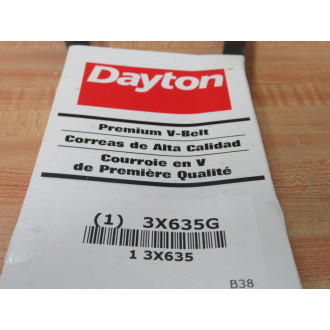 Dayton
Premium V-Belt
Correas de Alta Calidad
Courroie en V
de Première Qualité
(1) 3X635G
1 3X635
B38